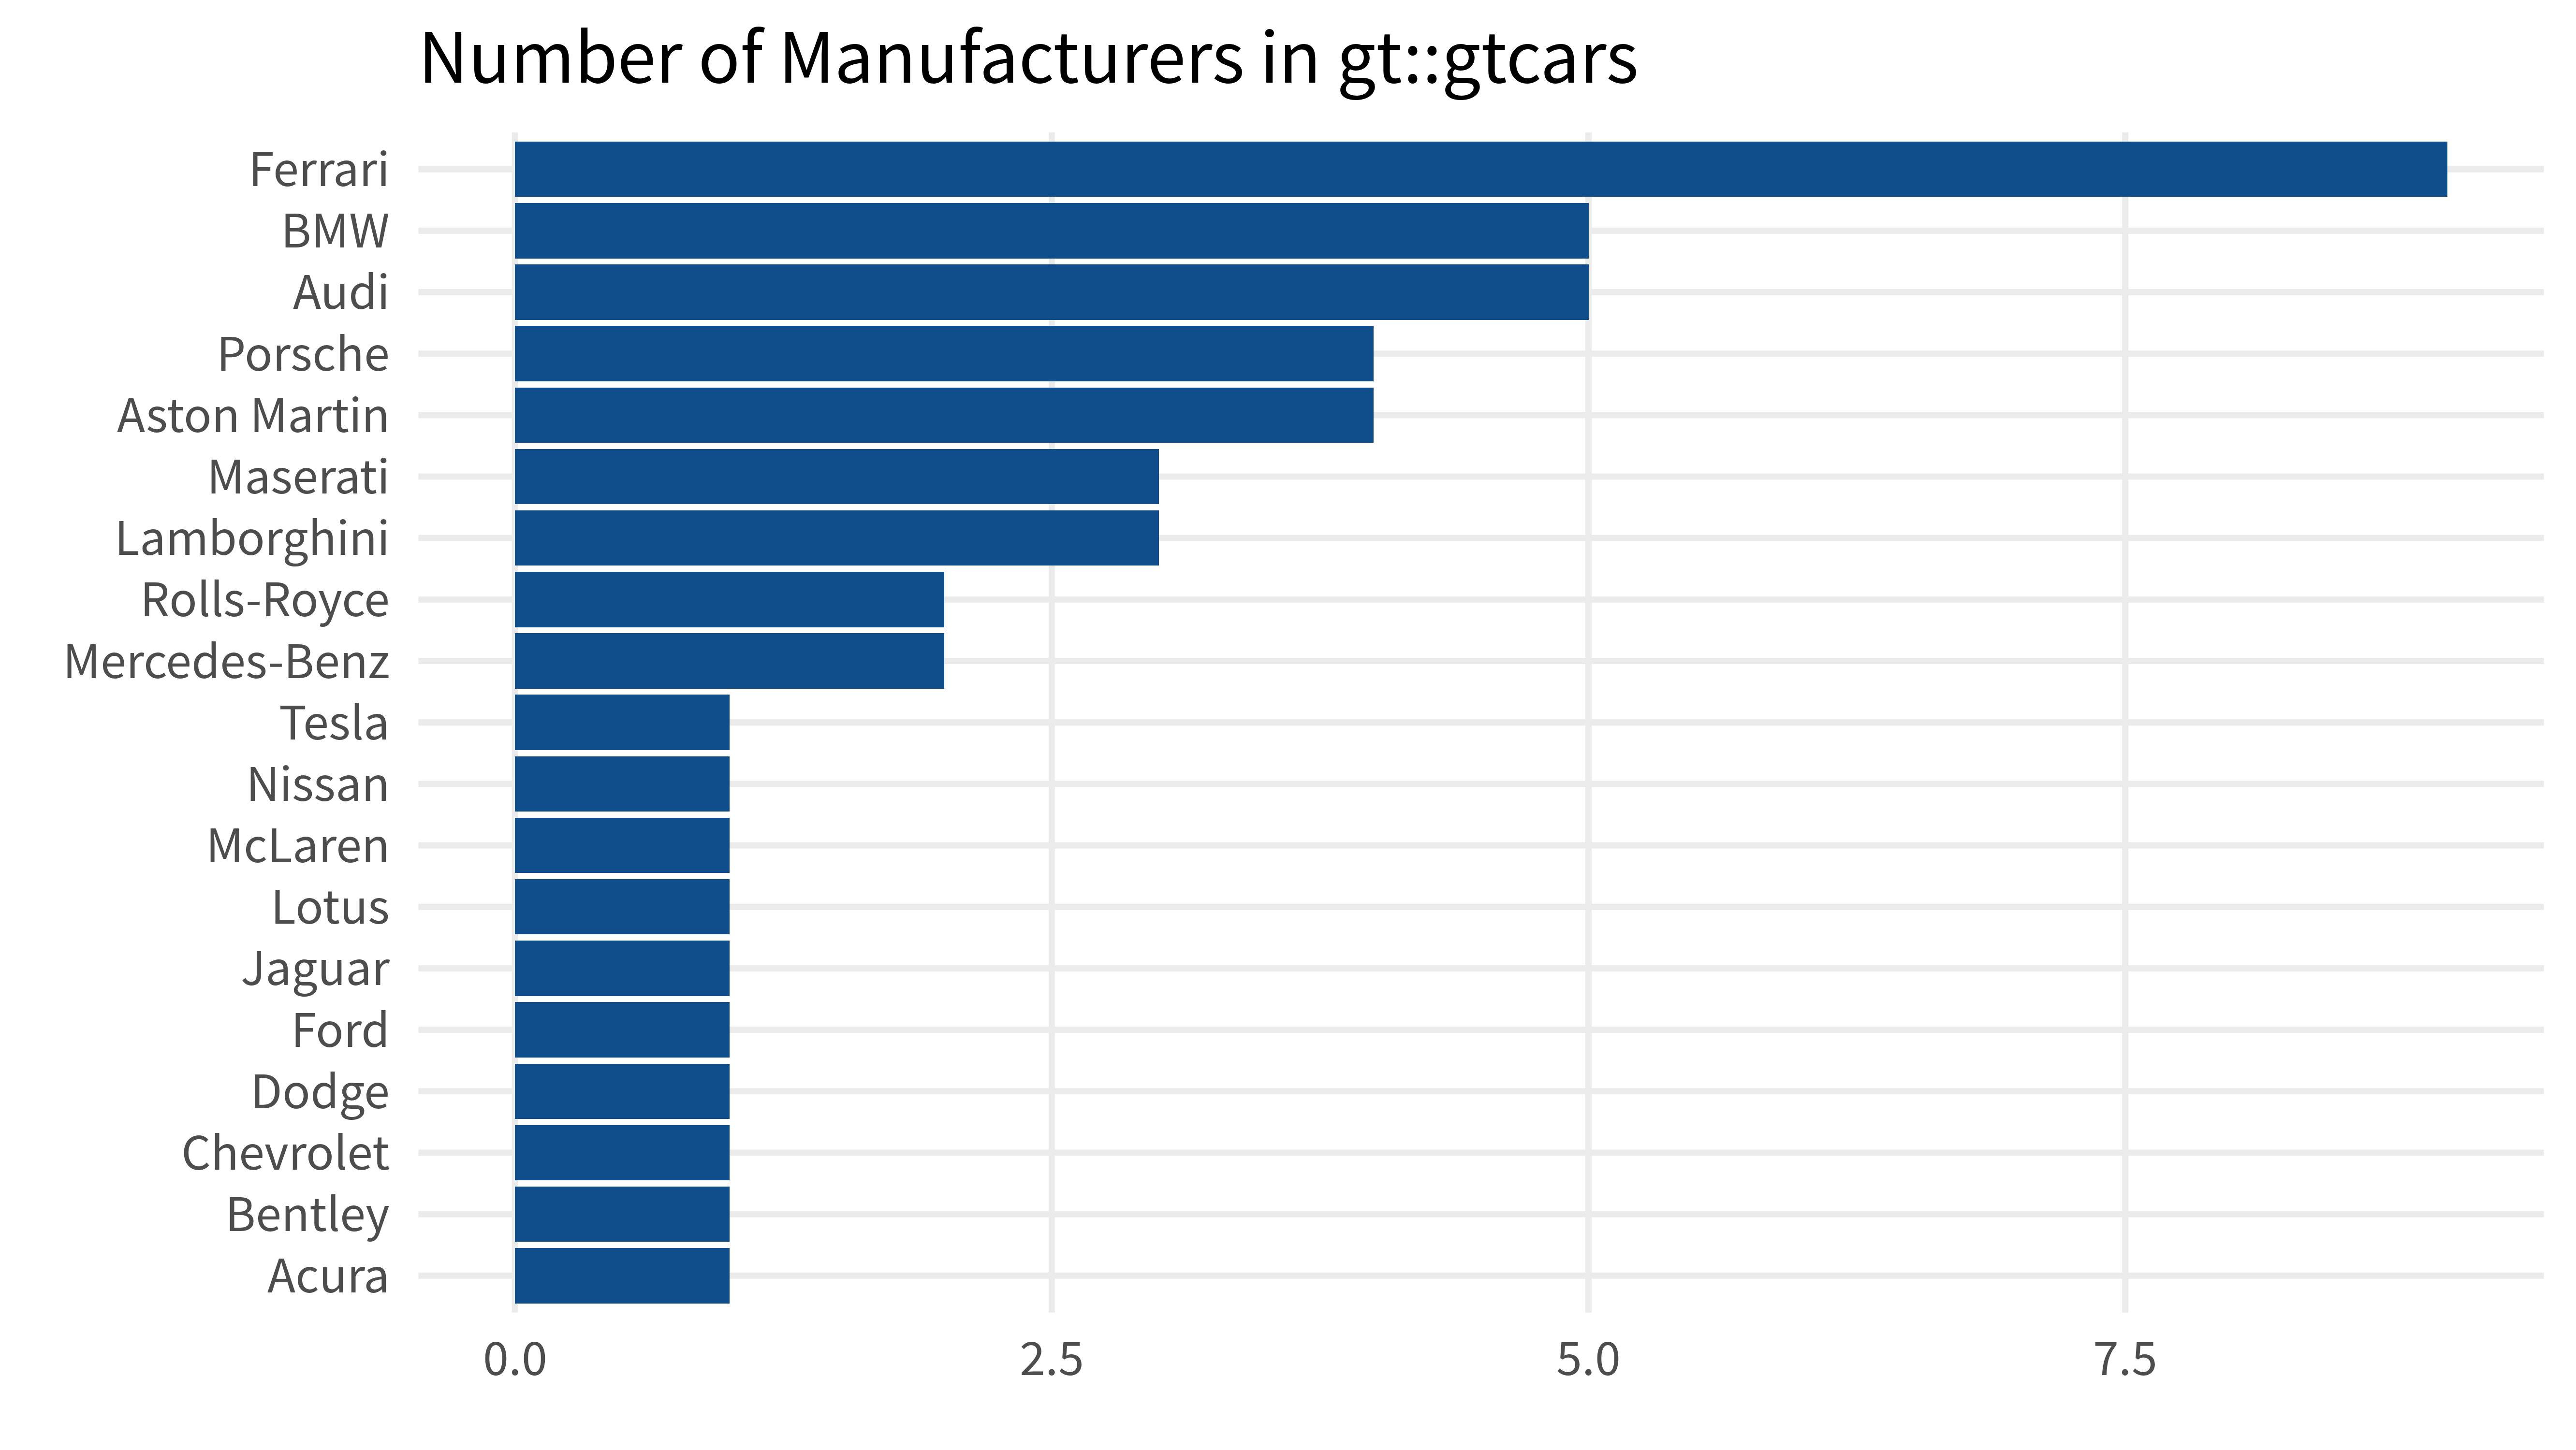 Number of Manufacturers in gt::gtcars
Ferrari
BMW
Audi
Porsche
Aston Martin
Maserati
Lamborghini
Rolls-Royce
Mercedes-Benz
Tesla
Nissan
McLaren
Lotus
Jaguar
Ford
Dodge
Chevrolet
Bentley
Acura
0.0 2.5 5.0 7.5